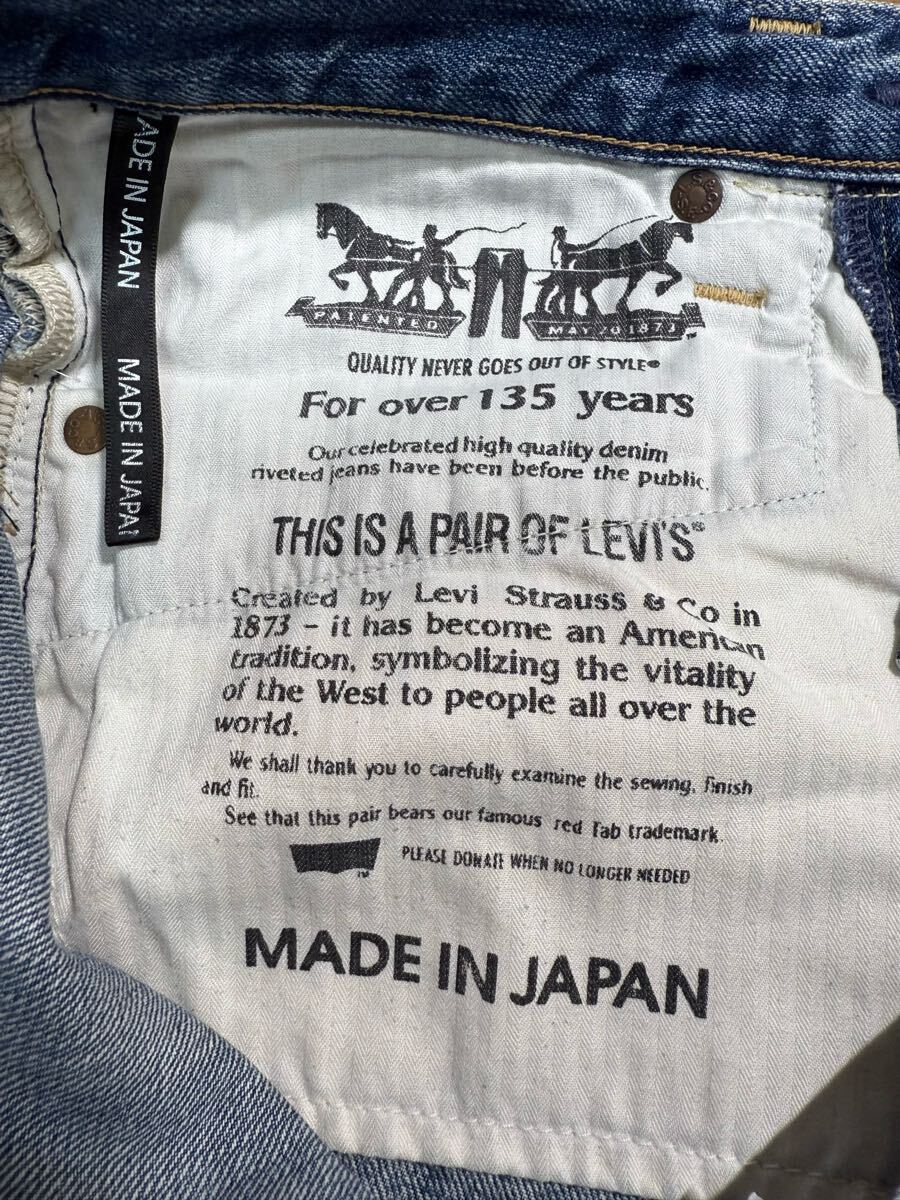 MADE IN JAPAN
MADE IN JAPAN
PATENTED
MAY 20 1873
QUALITY NEVER GOES OUT OF STYLE®
For over 135 years
Our celebrated high quality denim
riveted jeans have been before the public.
THIS IS A PAIR OF LEVI'S®
Created by Levi Strauss & Co in
1873 – it has become an American
tradition, symbolizing the vitality
of the West to people all over the
world.
We shall thank you to carefully examine the sewing, finish
and fit.
See that this pair bears our famous red Tab trademark.
TM PLEASE DONATE WHEN NO LONGER NEEDED
MADE IN JAPAN